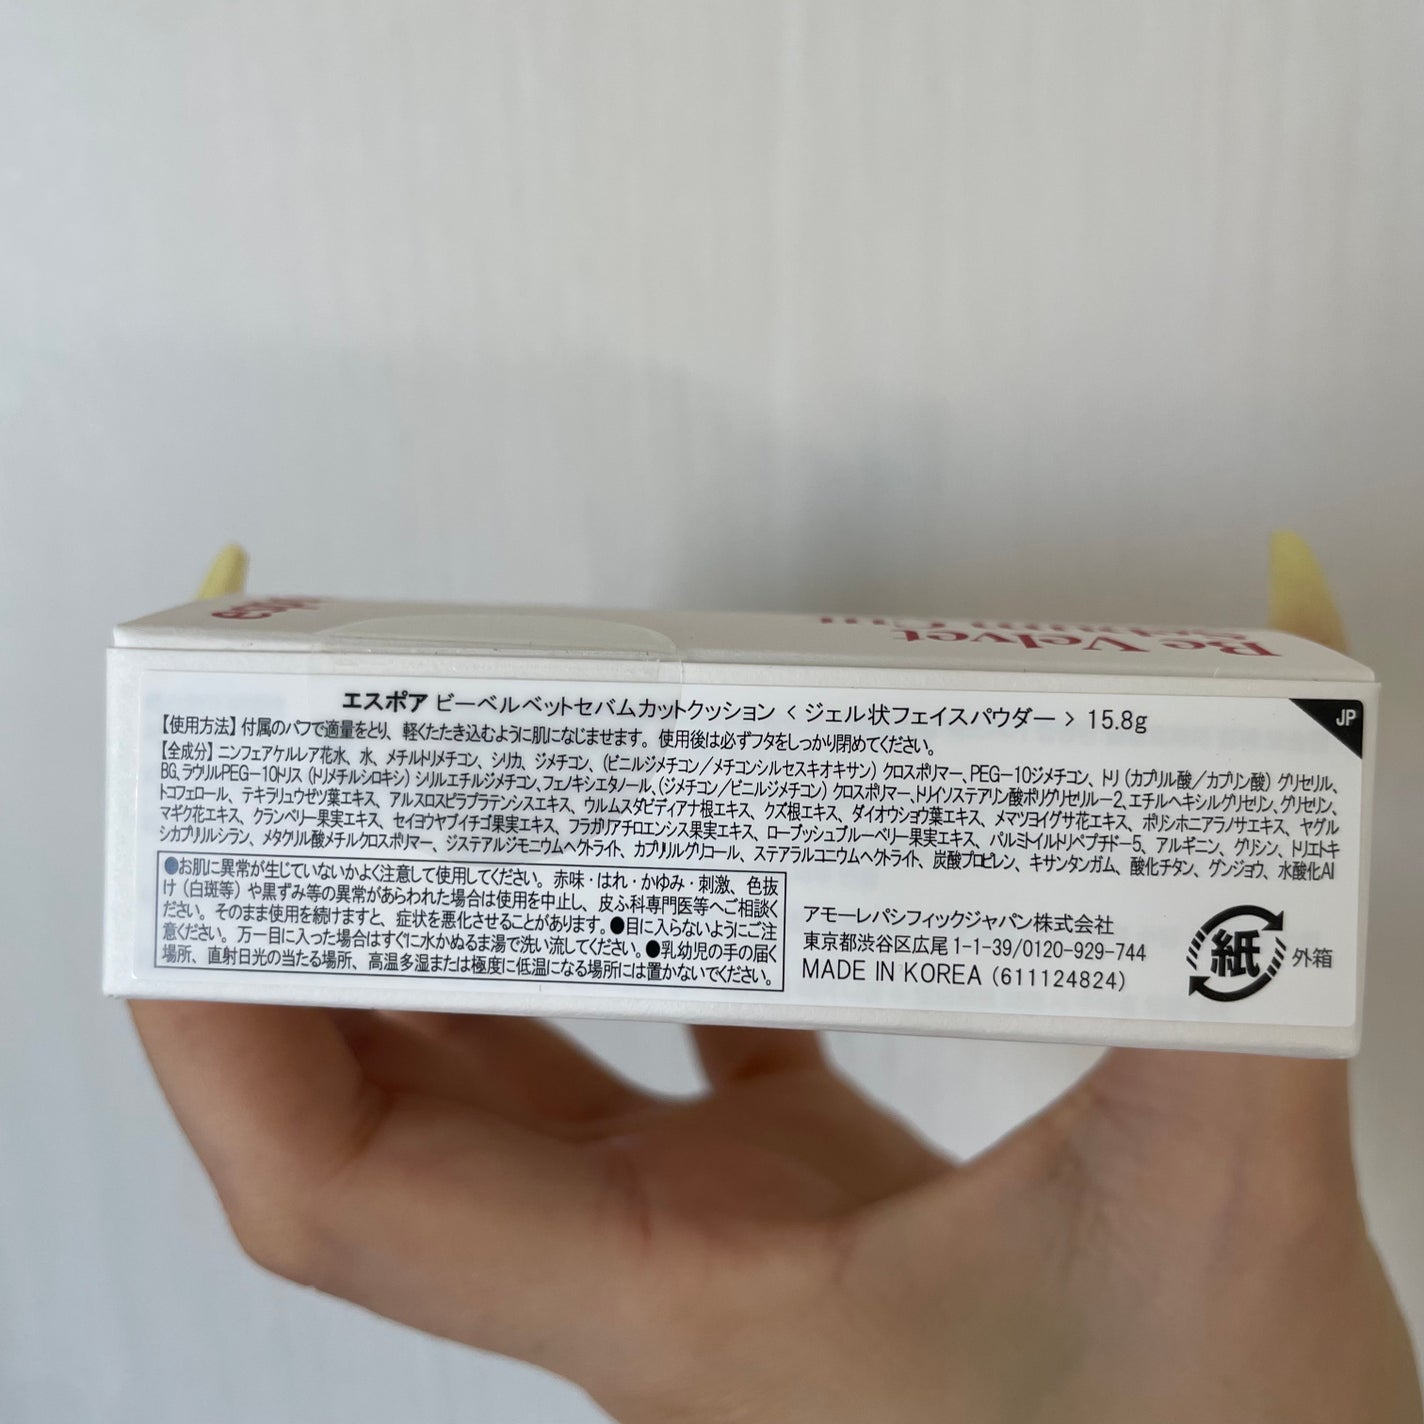 Be Velvet
Sebum Cut
エスポア ビーベルベットセバムカットクッション < ジェル状フェイスパウダー > 15.8g
JP
【使用方法】付属のパフで適量をとり、軽くたたき込むように肌になじませます。使用後は必ずフタをしっかり閉めてください。
【全成分】ニンフェアケルレア花水、水、メチルトリメチコン、シリカ、ジメチコン、(ビニルジメチコン/メチコンシルセスキオキサン) クロスポリマー、PEG-10ジメチコン、トリ (カプリル酸/カプリン酸) グリセリル、
BG、ラウリルPEG-10トリス (トリメチルシロキシ) シリルエチルジメチコン、フェノキシエタノール、(ジメチコン/ビニルジメチコン) クロスポリマー、トリイソステアリン酸ポリグリセリル-2、エチルヘキシルグリセリン、グリセリン、
トコフェロール、テキラリュウゼツ葉エキス、アルスロスピラプラテンシスエキス、ウルムスダビディアナ根エキス、クズ根エキス、ダイオウショウ葉エキス、メマツヨイグサ花エキス、ポリシホニアラノサエキス、ヤグル
マギク花エキス、クランベリー果実エキス、セイヨウヤブイチゴ果実エキス、フラガリアチロエンシス果実エキス、ローブッシュブルーベリー果実エキス、パルミトイルトリペプチド-5、アルギニン、グリシン、トリエトキ
シカプリリルシラン、メタクリル酸メチルクロスポリマー、ジステアルジモニウムヘクトライト、カプリリルグリコール、ステアラルコニウムヘクトライト、炭酸プロピレン、キサンタンガム、酸化チタン、グンジョウ、水酸化Al
●お肌に異常が生じていないかよく注意して使用してください。赤味・はれ・かゆみ・刺激、色抜
け (白斑等) や黒ずみ等の異常があらわれた場合は使用を中止し、皮ふ科専門医等へご相談く
ださい。そのまま使用を続けますと、症状を悪化させることがあります。●目に入らないようにご注
意ください。万一目に入った場合はすぐに水かぬるま湯で洗い流してください。●乳幼児の手の届く
場所、直射日光の当たる場所、高温多湿または極度に低温になる場所には置かないでください。
アモーレパシフィックジャパン株式会社
東京都渋谷区広尾1-1-39/0120-929-744
MADE IN KOREA (611124824)
紙 外箱